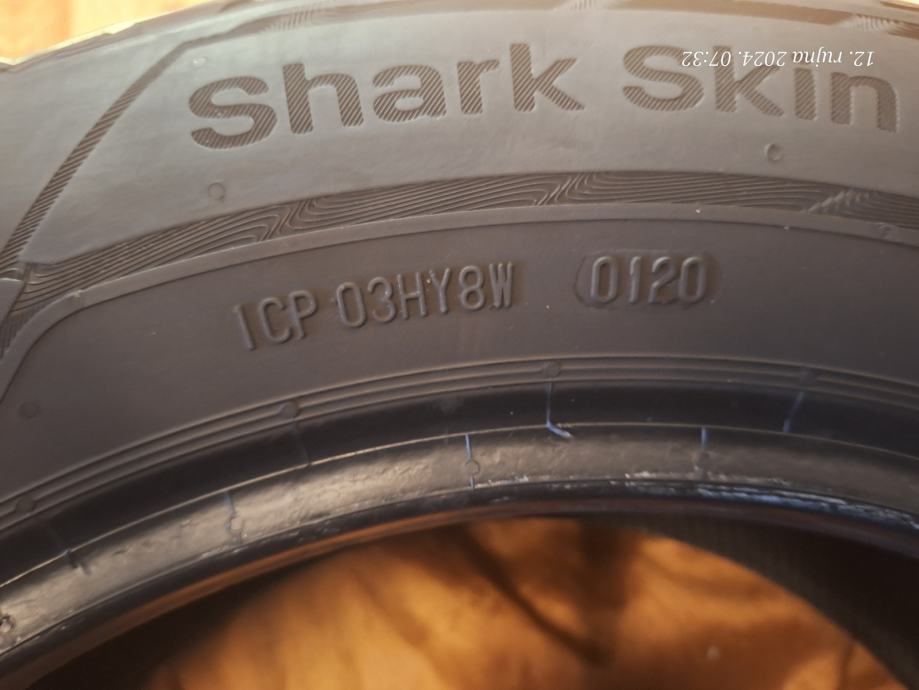 Shark Skin
12. rujna 2024. 07:32
1CP 03HY8W 0120